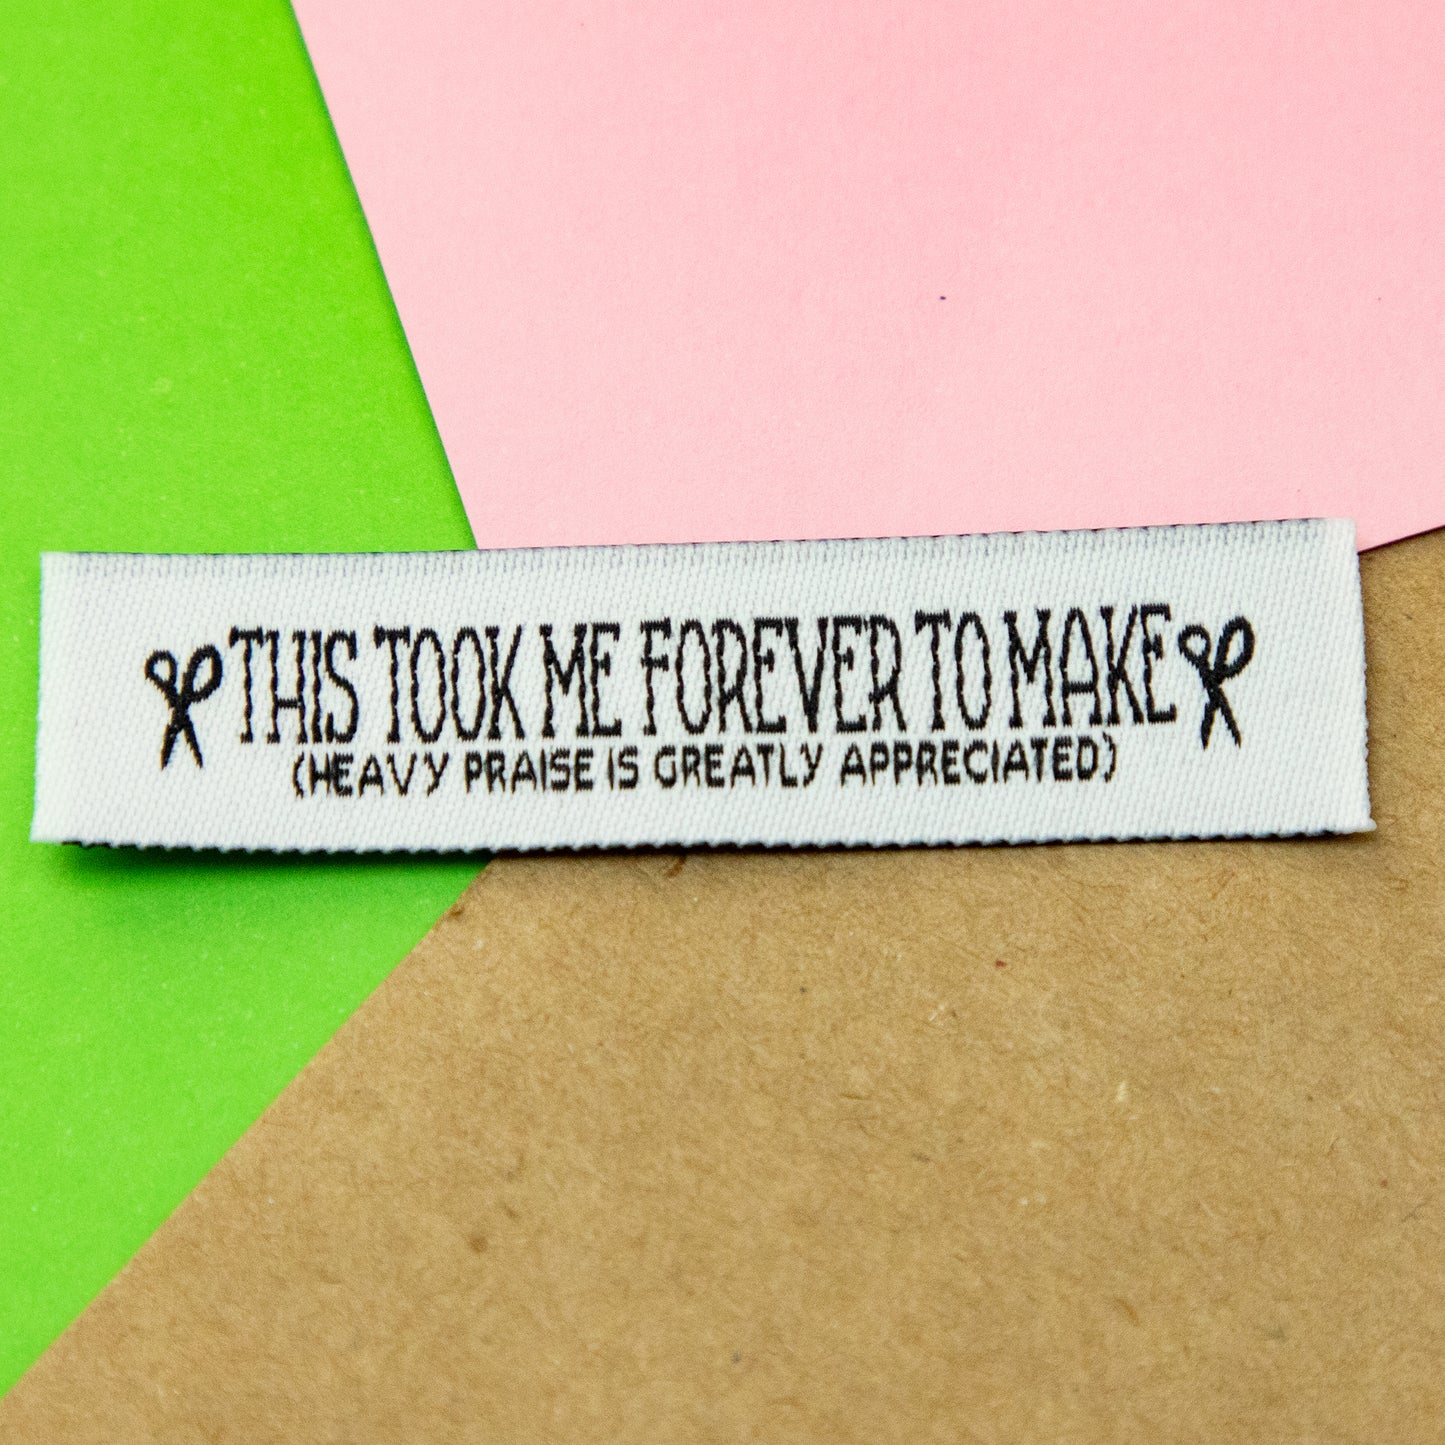 THIS TOOK ME FOREVER TO MAKE
(HEAVY PRAISE IS GREATLY APPRECIATED)